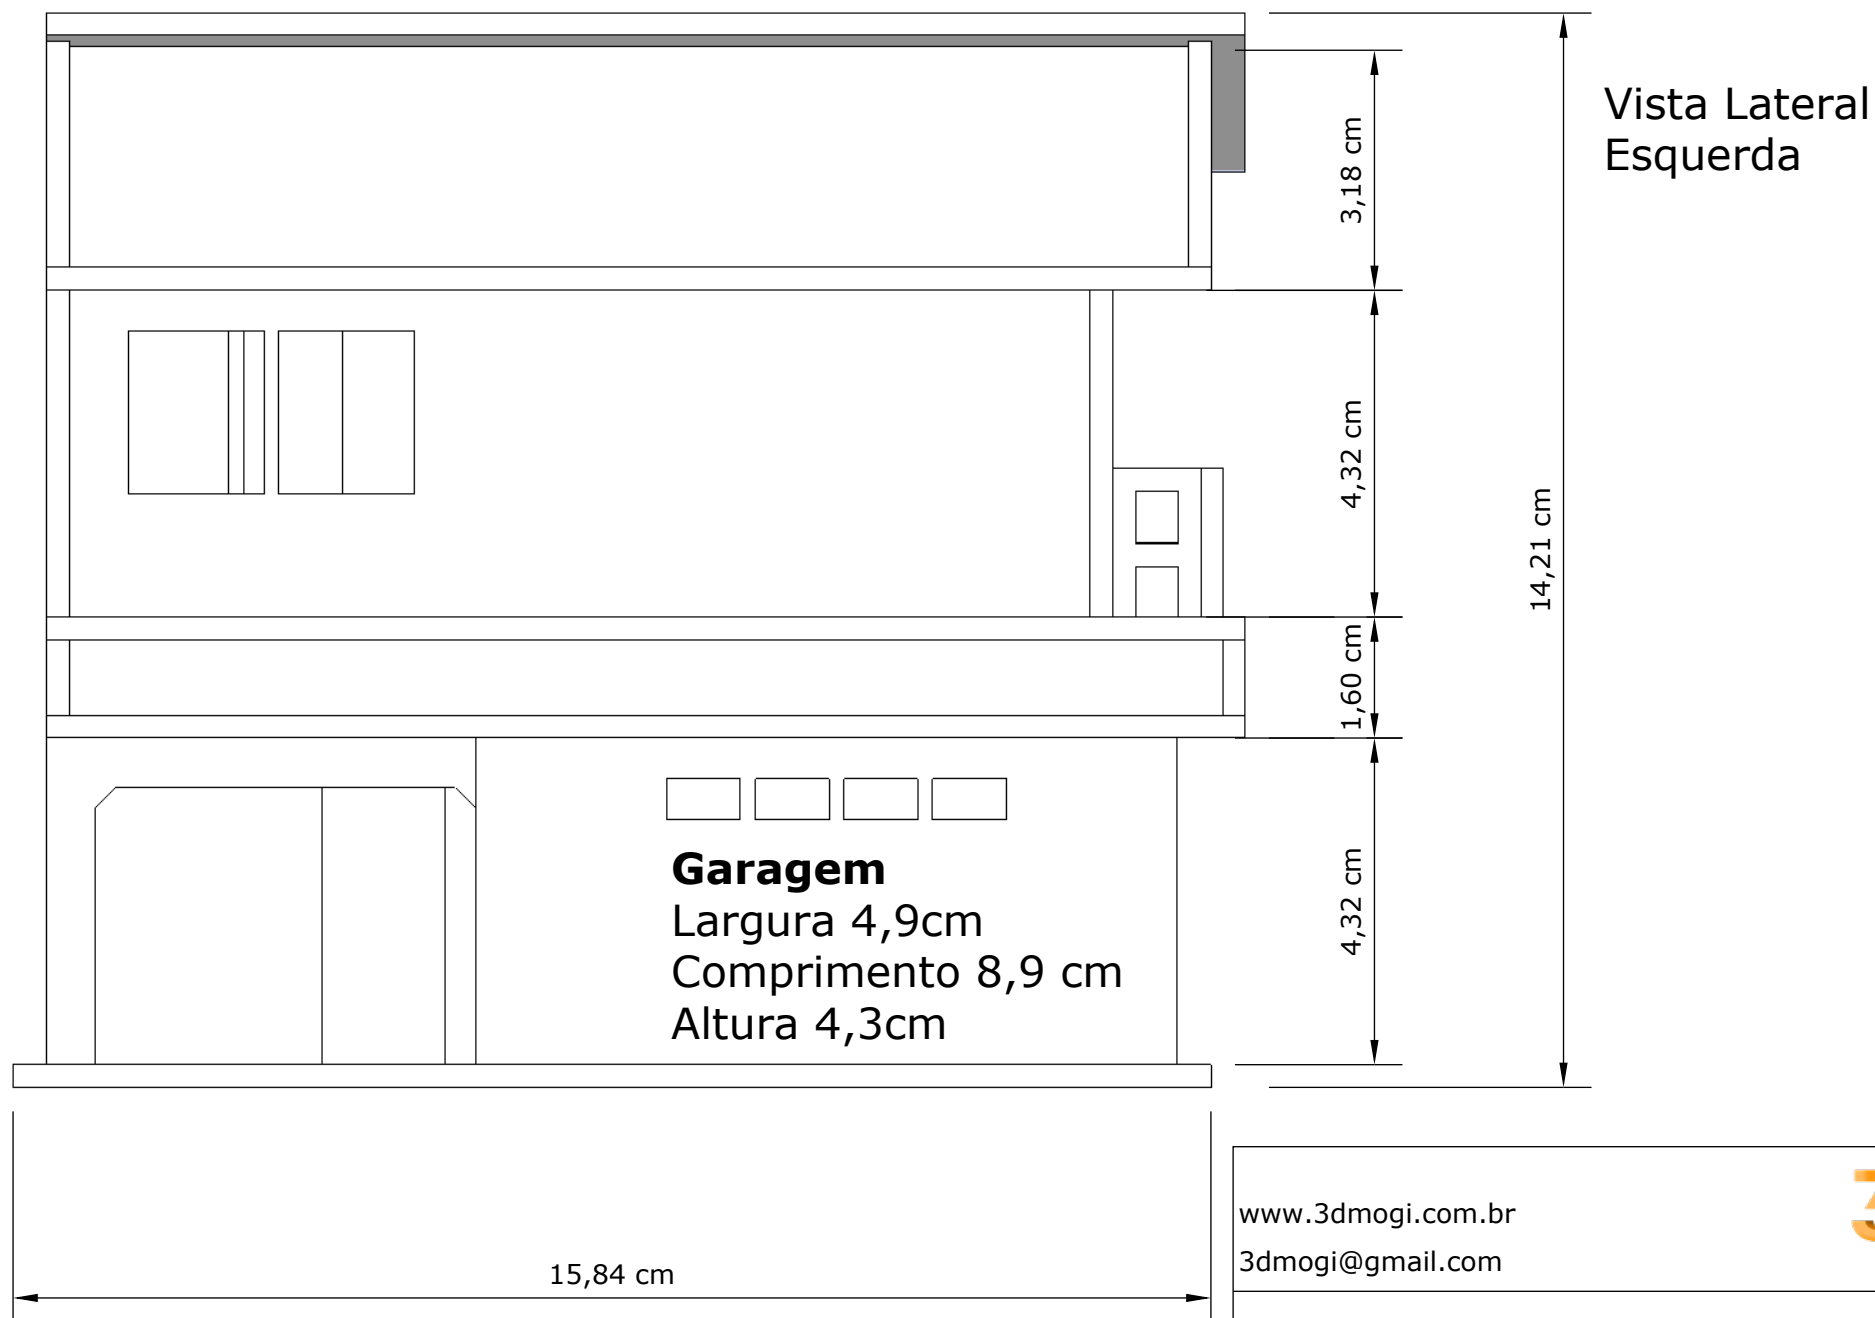 Vista Lateral
Esquerda
3,18 cm
4,32 cm
14,21 cm
1,60 cm
4,32 cm
Garagem
Largura 4,9cm
Comprimento 8,9 cm
Altura 4,3cm
15,84 cm
www.3dmogi.com.br
3dmogi@gmail.com